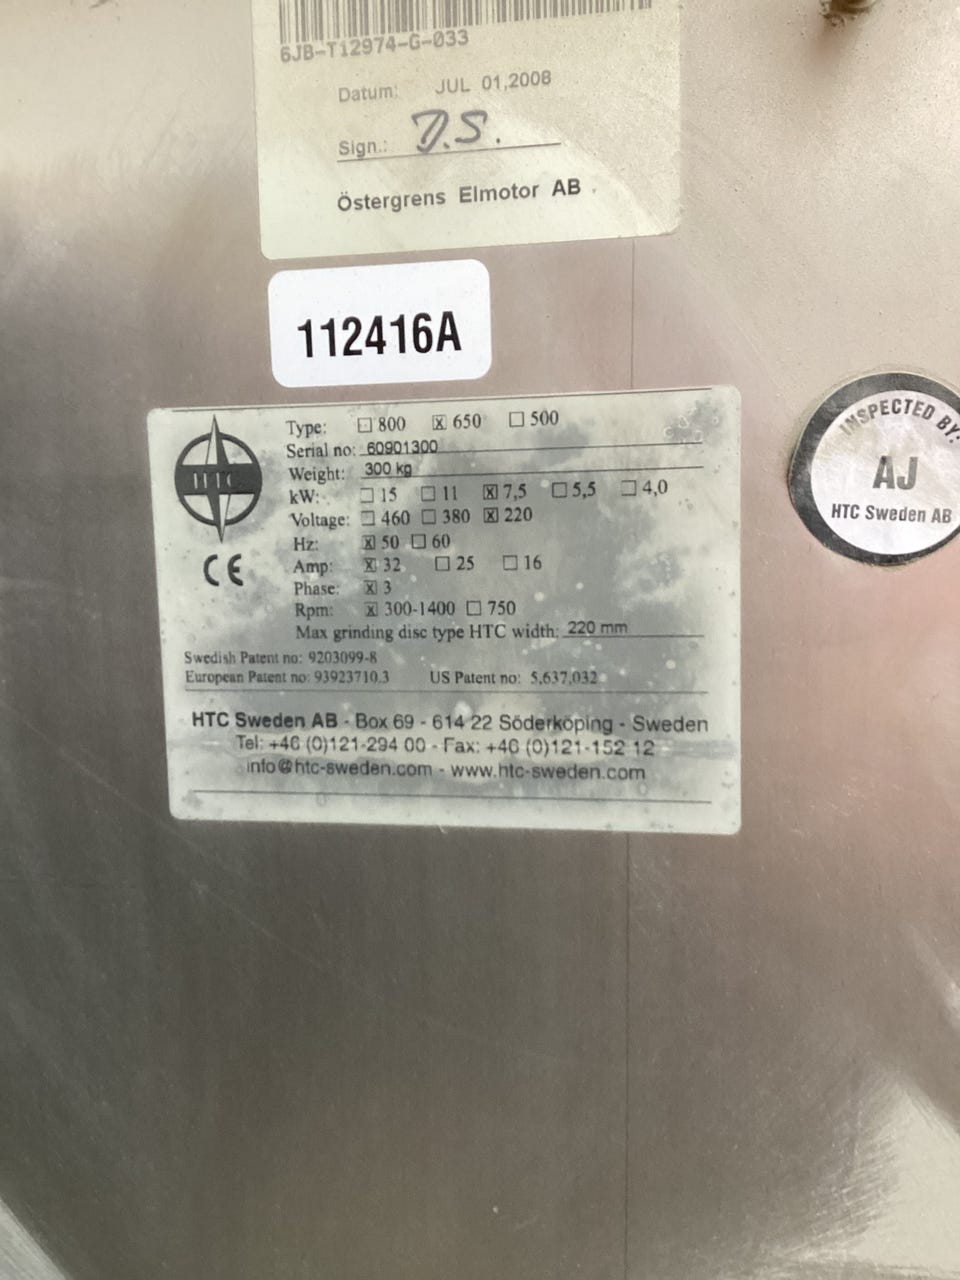 6JB-T12974-G-033
Datum: JUL 01,2008
Sign.: D.S.
Östergrens Elmotor AB
112416A
HTC
CE
Type: ☐ 800 ☒ 650 ☐ 500
Serial no: 60901300
Weight: 300 kg
kW: ☐ 15 ☐ 11 ☒ 7,5 ☐ 5,5 ☐ 4,0
Voltage: ☐ 460 ☐ 380 ☒ 220
Hz: ☒ 50 ☐ 60
Amp: ☒ 32 ☐ 25 ☐ 16
Phase: ☒ 3
Rpm: ☒ 300-1400 ☐ 750
Max grinding disc type HTC width: 220 mm
Swedish Patent no: 9203099-8
European Patent no: 93923710.3 US Patent no: 5,637,032
HTC Sweden AB - Box 69 - 614 22 Söderköping - Sweden
Tel: +46 (0)121-294 00 - Fax: +46 (0)121-152 12
info@htc-sweden.com - www.htc-sweden.com
INSPECTED BY:
AJ
HTC Sweden AB